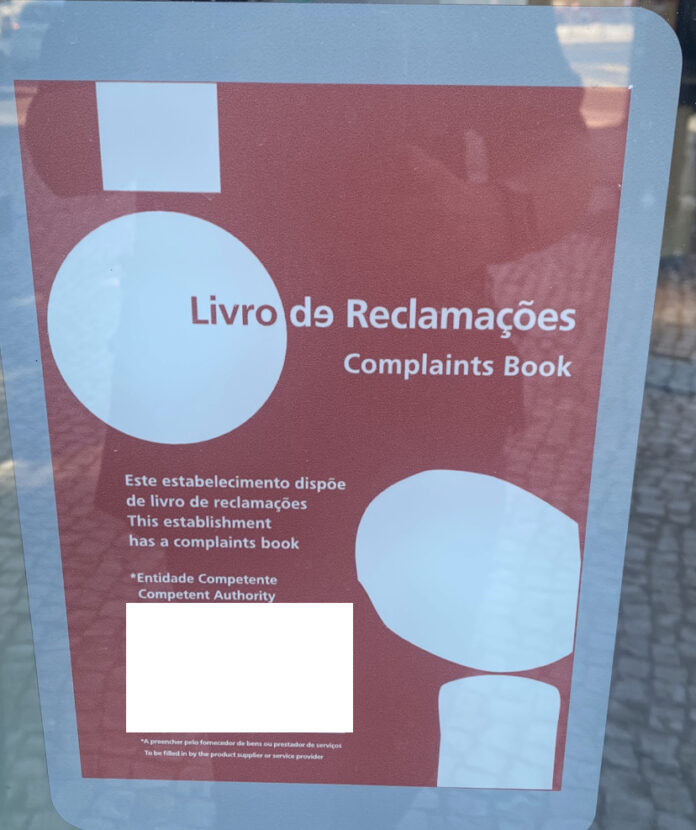 Livro de Reclamações
Complaints Book
Este estabelecimento dispõe
de livro de reclamações
This establishment
has a complaints book
*Entidade Competente
Competent Authority
*A preencher pelo fornecedor de bens ou prestador de serviços
To be filled in by the product supplier or service provider